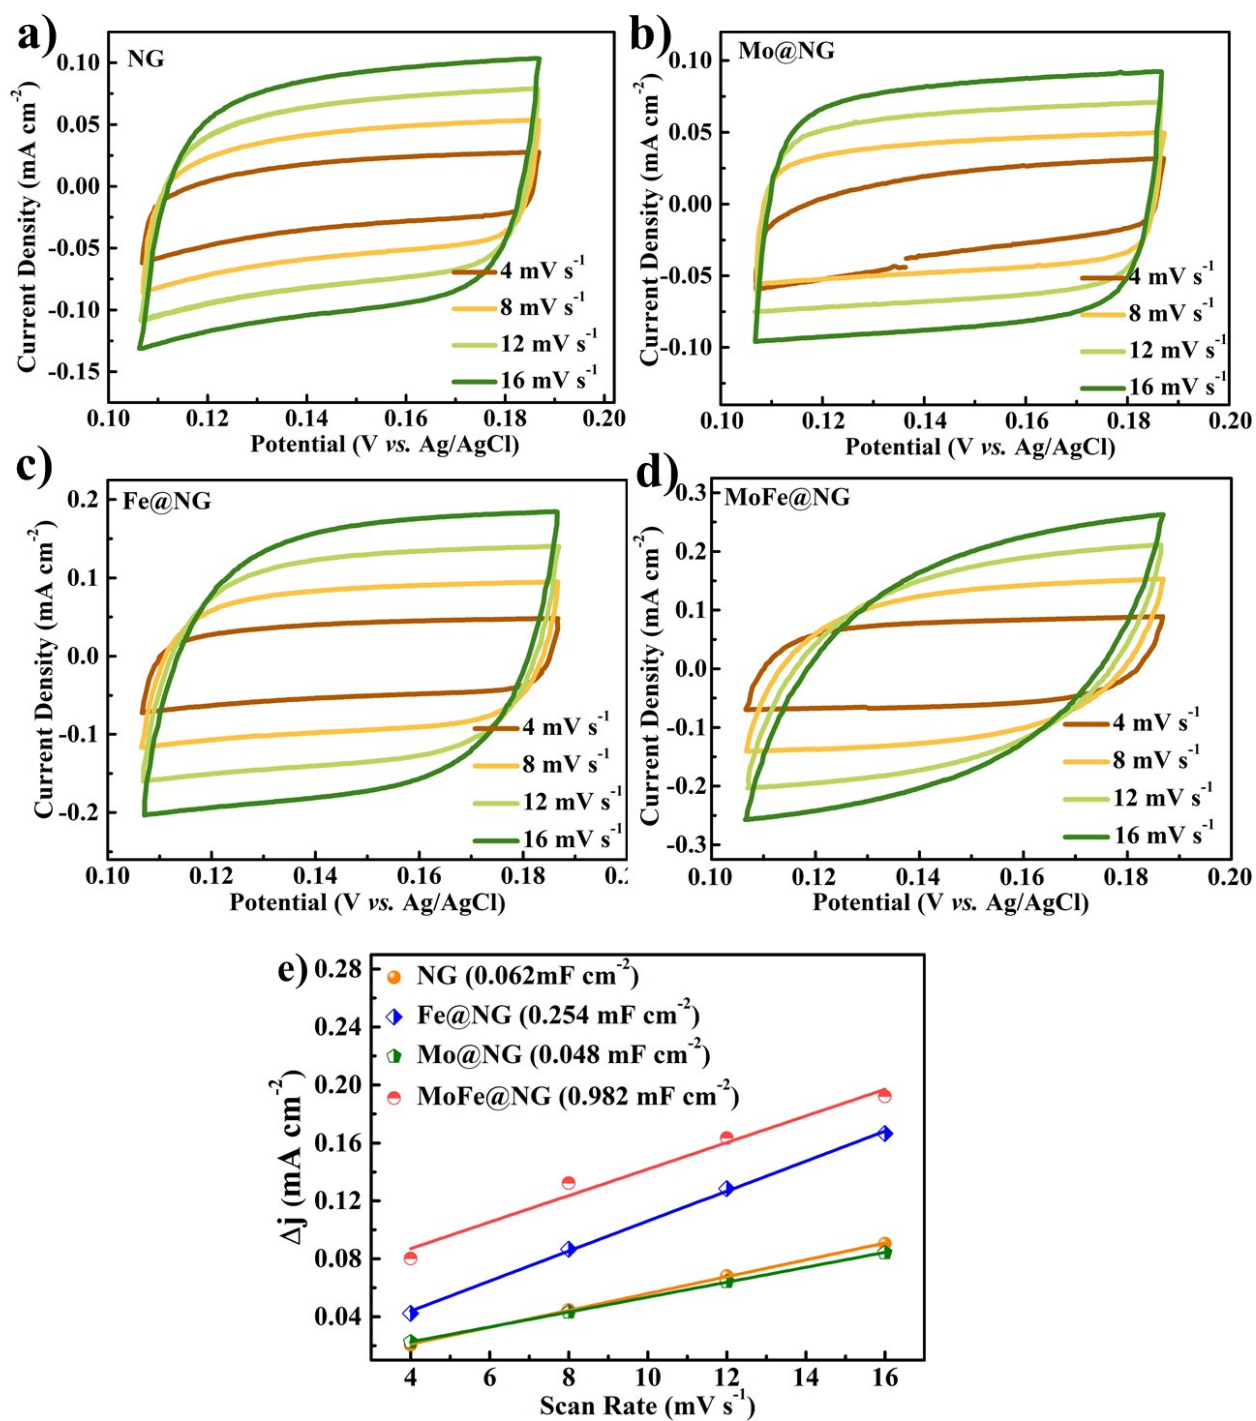 a)
NG
0.10
0.05
0.00
-0.05
-0.10
-0.15
Current Density (mA cm-2)
4 mV s-1
8 mV s-1
12 mV s-1
16 mV s-1
0.10 0.12 0.14 0.16 0.18 0.20
Potential (V vs. Ag/AgCl)
b)
Mo@NG
0.10
0.05
0.00
-0.05
-0.10
Current Density (mA cm-2)
4 mV s-1
8 mV s-1
12 mV s-1
16 mV s-1
0.10 0.12 0.14 0.16 0.18 0.20
Potential (V vs. Ag/AgCl)
c)
Fe@NG
0.2
0.1
0.0
-0.1
-0.2
Current Density (mA cm-2)
4 mV s-1
8 mV s-1
12 mV s-1
16 mV s-1
0.10 0.12 0.14 0.16 0.18
Potential (V vs. Ag/AgCl)
d)
MoFe@NG
0.3
0.2
0.1
0.0
-0.1
-0.2
-0.3
Current Density (mA cm-2)
4 mV s-1
8 mV s-1
12 mV s-1
16 mV s-1
0.10 0.12 0.14 0.16 0.18 0.20
Potential (V vs. Ag/AgCl)
e)
0.28
0.24
0.20
0.16
0.12
0.08
0.04
Δj (mA cm-2)
NG (0.062mF cm-2)
Fe@NG (0.254 mF cm-2)
Mo@NG (0.048 mF cm-2)
MoFe@NG (0.982 mF cm-2)
4 6 8 10 12 14 16
Scan Rate (mV s-1)